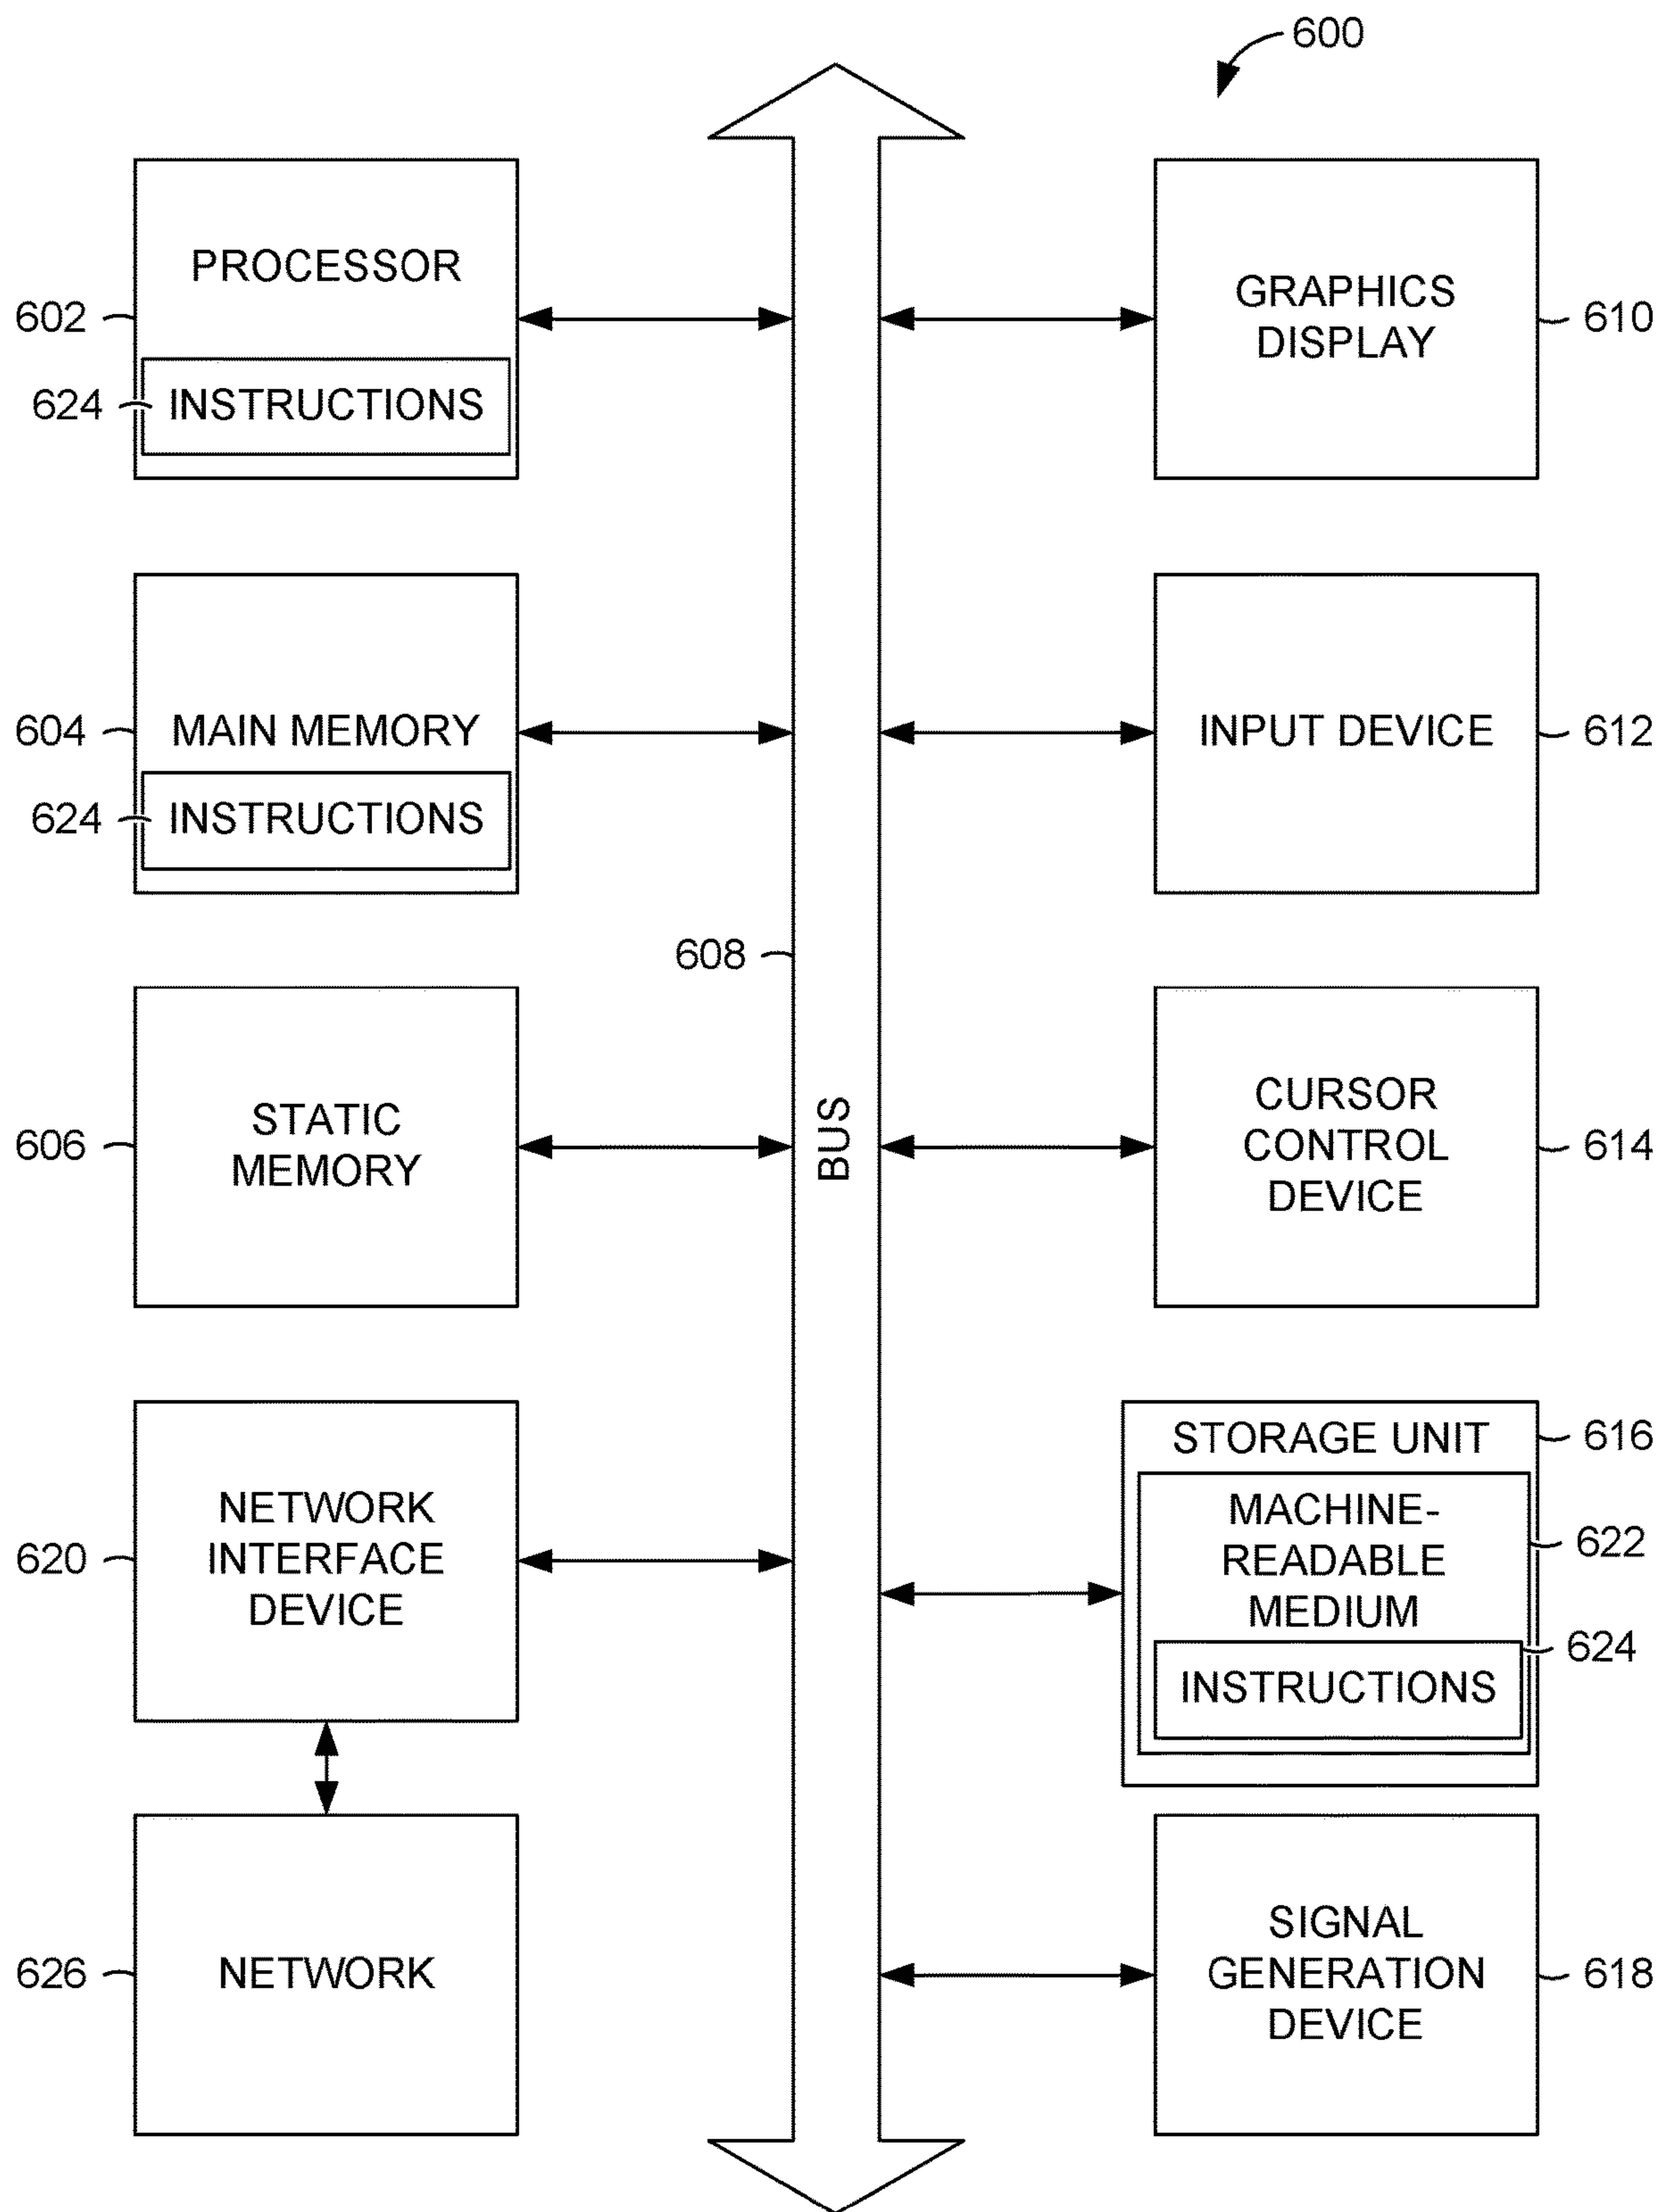 600
PROCESSOR
602
624
INSTRUCTIONS
GRAPHICS
DISPLAY
610
604
MAIN MEMORY
624
INSTRUCTIONS
INPUT DEVICE
612
608
BUS
606
STATIC
MEMORY
CURSOR
CONTROL
DEVICE
614
620
NETWORK
INTERFACE
DEVICE
STORAGE UNIT
616
MACHINE-
READABLE
MEDIUM
622
624
INSTRUCTIONS
626
NETWORK
SIGNAL
GENERATION
DEVICE
618